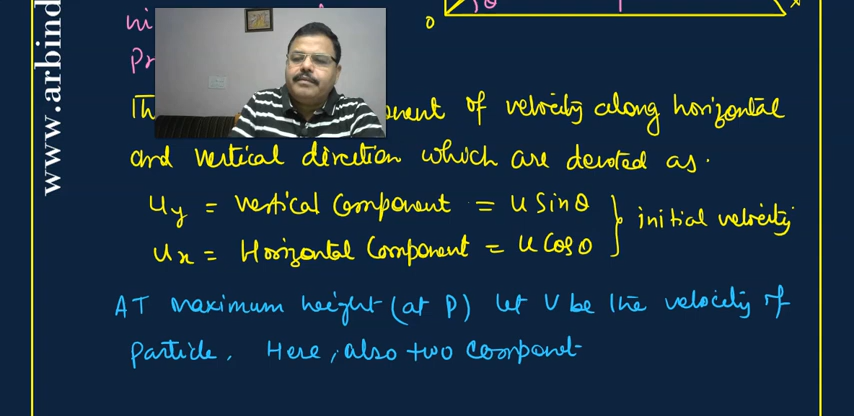 www.arbind
O
θ
x
ni
Pr
Th onent of velocity along horizontal
and vertical direction which are denoted as.
uy = vertical Component = u Sinθ
ux = Horizontal Component = u Cosθ
} initial velocity
AT maximum height (at P) let V be the velocity of
Particle. Here, also two Component